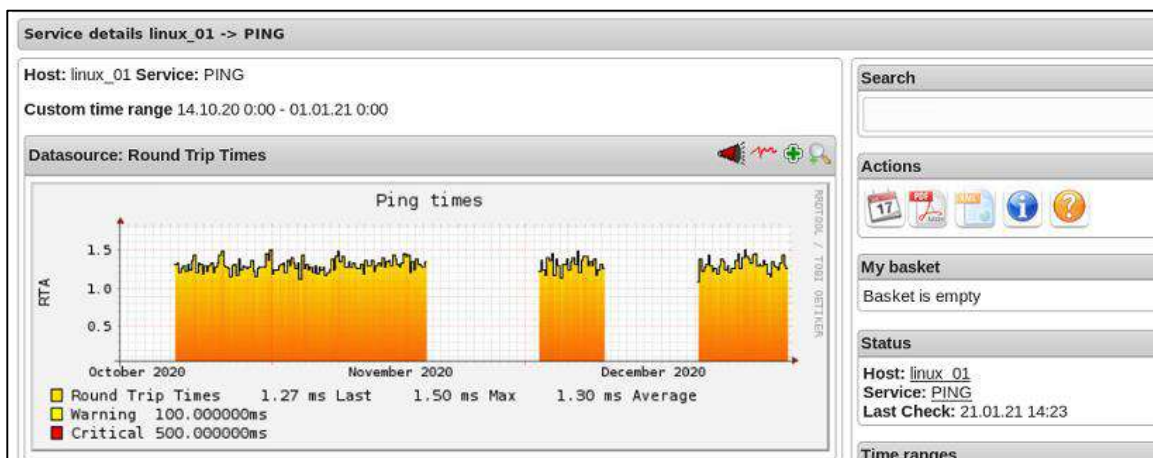 Service details linux_01 -> PING
Host: linux_01 Service: PING
Custom time range 14.10.20 0:00 - 01.01.21 0:00
Datasource: Round Trip Times
Ping times
RRDTOOL / TOBI OETIKER
RTA
1.5
1.0
0.5
October 2020 November 2020 December 2020
Round Trip Times 1.27 ms Last 1.50 ms Max 1.30 ms Average
Warning 100.000000ms
Critical 500.000000ms
Search
Actions
17 PDF XML
My basket
Basket is empty
Status
Host: linux_01
Service: PING
Last Check: 21.01.21 14:23
Time ranges